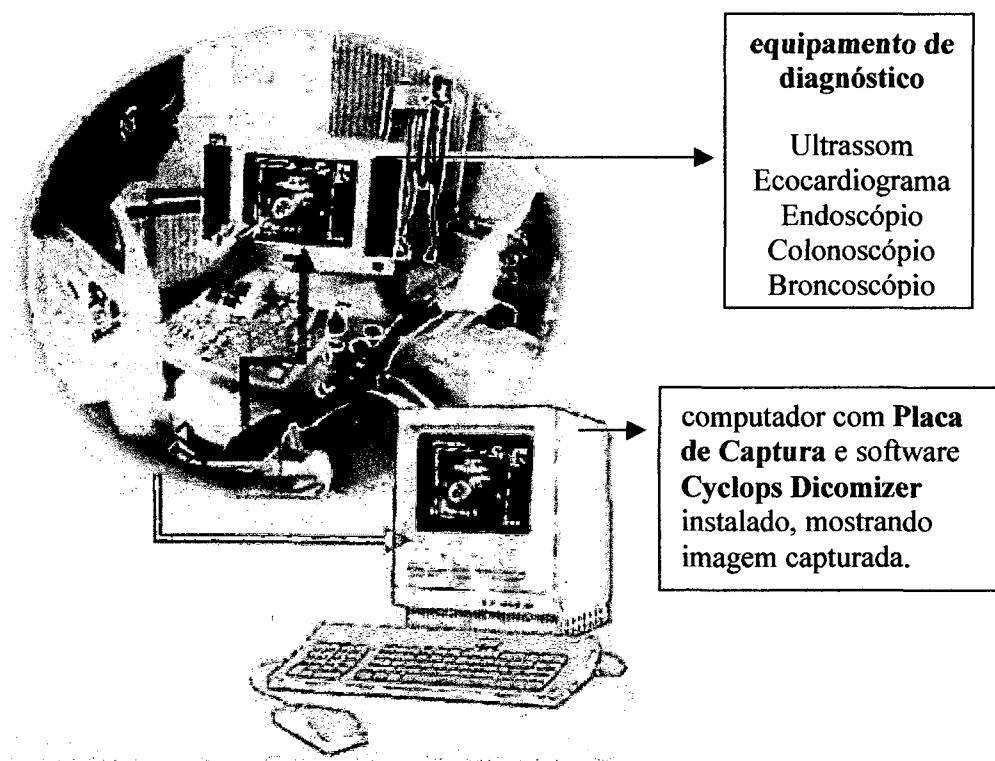 equipamento de
diagnóstico
Ultrassom
Ecocardiograma
Endoscópio
Colonoscópio
Broncoscópio
computador com Placa
de Captura e software
Cyclops Dicomizer
instalado, mostrando
imagem capturada.